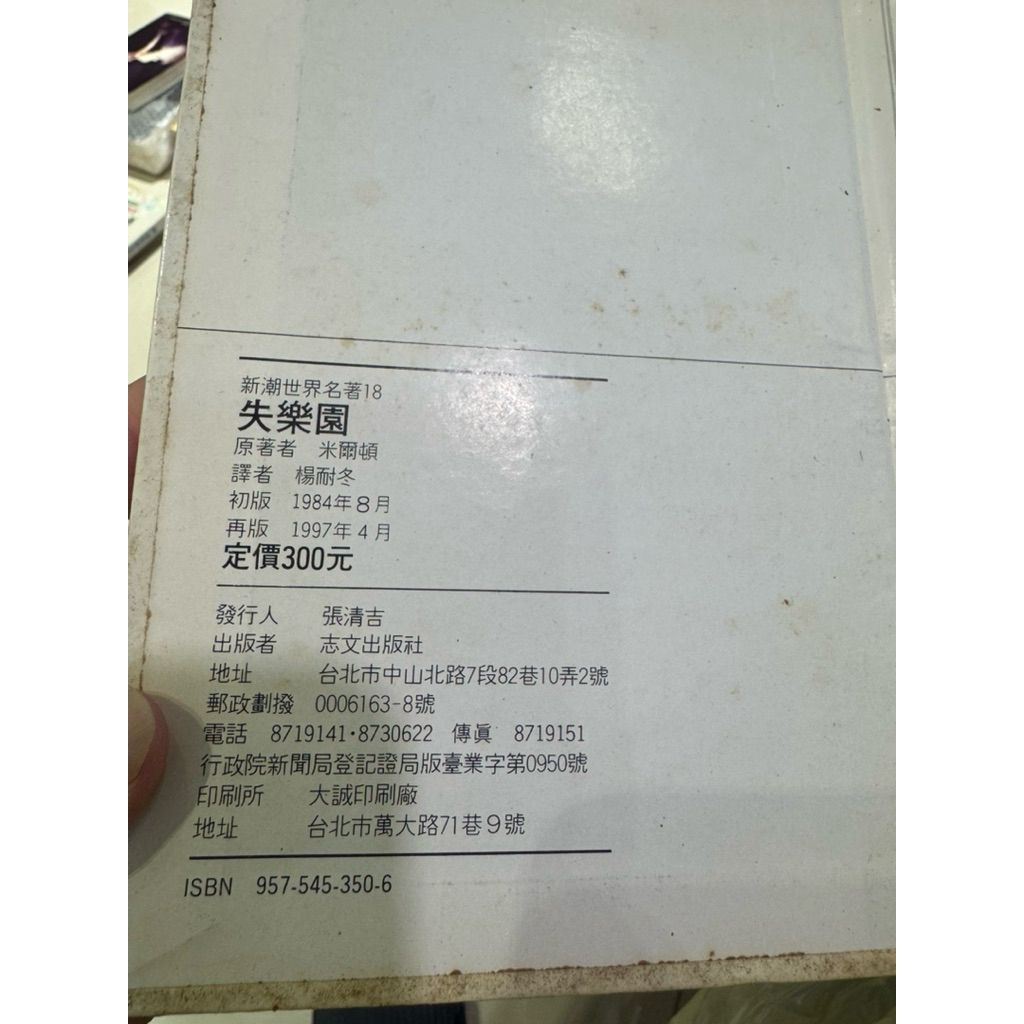 新潮世界名著18
失樂園
原著者 米爾頓
譯者 楊耐冬
初版 1984年8月
再版 1997年4月
定價300元
發行人 張清吉
出版者 志文出版社
地址 台北市中山北路7段82巷10弄2號
郵政劃撥 0006163-8號
電話 8719141·8730622 傳眞 8719151
行政院新聞局登記證局版臺業字第0950號
印刷所 大誠印刷廠
地址 台北市萬大路71巷9號
ISBN 957-545-350-6